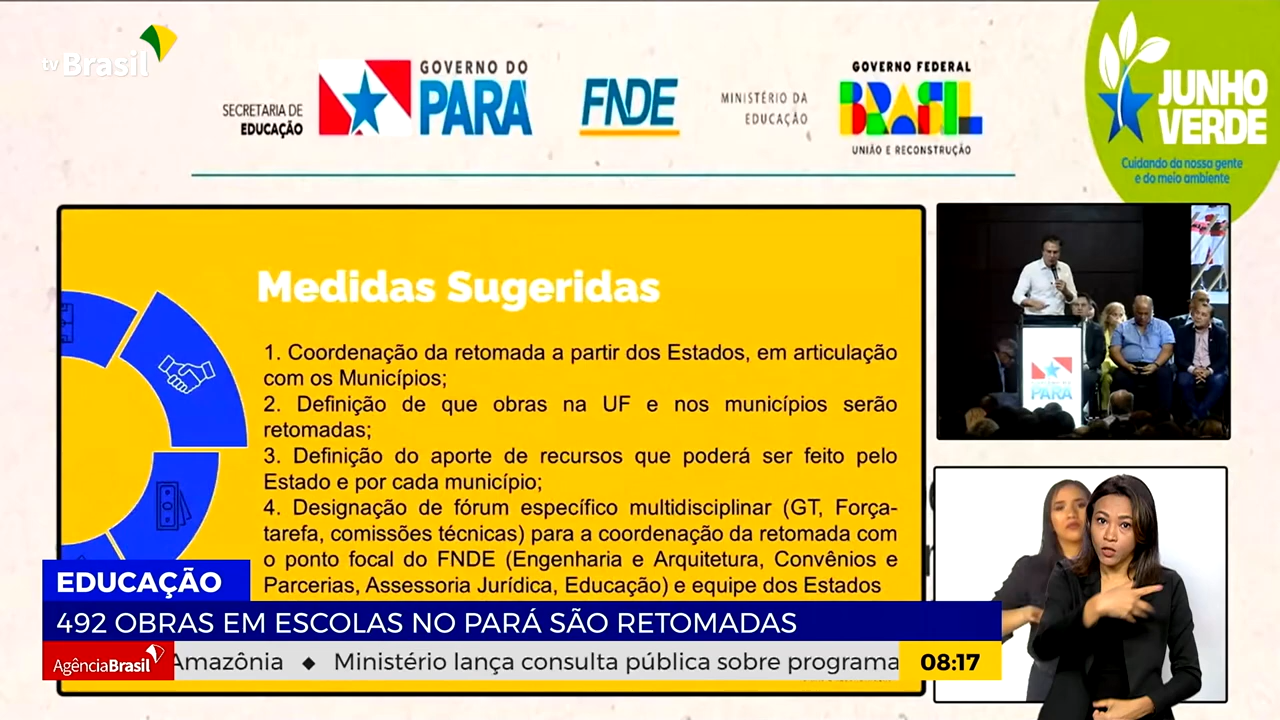 tv Brasil
SECRETARIA DE
EDUCAÇÃO
GOVERNO DO
PARÁ
FNDE
MINISTÉRIO DA
EDUCAÇÃO
GOVERNO FEDERAL
BRASIL
UNIÃO E RECONSTRUÇÃO
JUNHO
VERDE
Cuidando da nossa gente
e do meio ambiente
Medidas Sugeridas
1. Coordenação da retomada a partir dos Estados, em articulação
com os Municípios;
2. Definição de que obras na UF e nos municípios serão
retomadas;
3. Definição do aporte de recursos que poderá ser feito pelo
Estado e por cada município;
4. Designação de fórum específico multidisciplinar (GT, Força-
tarefa, comissões técnicas) para a coordenação da retomada com
o ponto focal do FNDE (Engenharia e Arquitetura, Convênios e
Parcerias, Assessoria Jurídica, Educação) e equipe dos Estados
PARÁ
EDUCAÇÃO
492 OBRAS EM ESCOLAS NO PARÁ SÃO RETOMADAS
AgênciaBrasil Amazônia ◆ Ministério lança consulta pública sobre programa 08:17